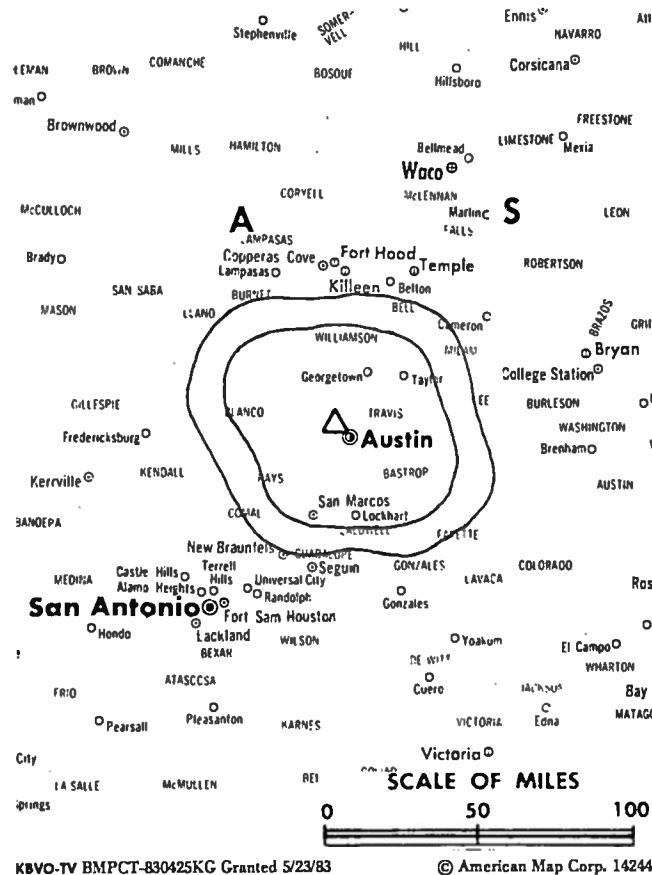 Stephenville
SOMER-
VELL
Ennis
NAVARRO
HILL
COMANCHE
BROWN
BOSQUE
Hillsboro
Corsicana
Brownwood
FREESTONE
MILLS
HAMILTON
Bellmead
LIMESTONE
Mexia
Waco
CORYELL
McLENNAN
McCULLOCH
A
Marlin
S
LEON
FALLS
LAMPASAS
Brady
Copperas Cove
Fort Hood
Lampasas
Killeen
Temple
Belton
ROBERTSON
SAN SABA
BURNET
BELL
MASON
LLANO
Cameron
BRAZOS
WILLIAMSON
MILAM
Bryan
Georgetown
Taylor
College Station
GILLESPIE
BLANCO
TRAVIS
BURLESON
WASHINGTON
Fredericksburg
Austin
Brenham
Kerrville
KENDALL
HAYS
BASTROP
AUSTIN
San Marcos
Lockhart
COMAL
CALDWELL
FAYETTE
New Braunfels
GUADALUPE
Seguin
GONZALES
COLORADO
MEDINA
Castle Hills
Terrell
Hills
Universal City
LAVACA
Alamo Heights
Randolph
Gonzales
San Antonio
Fort Sam Houston
Hondo
Lackland
WILSON
Yoakum
El Campo
BEXAR
DE WITT
WHARTON
ATASCOSA
Cuero
FRIO
JACKSON
Bay
Pearsall
Pleasanton
KARNES
VICTORIA
Edna
MATAG
City
Victoria
LA SALLE
McMULLEN
SCALE OF MILES
0 50 100
KBVO-TV BMPCT-830425KG Granted 5/23/83
© American Map Corp. 14244